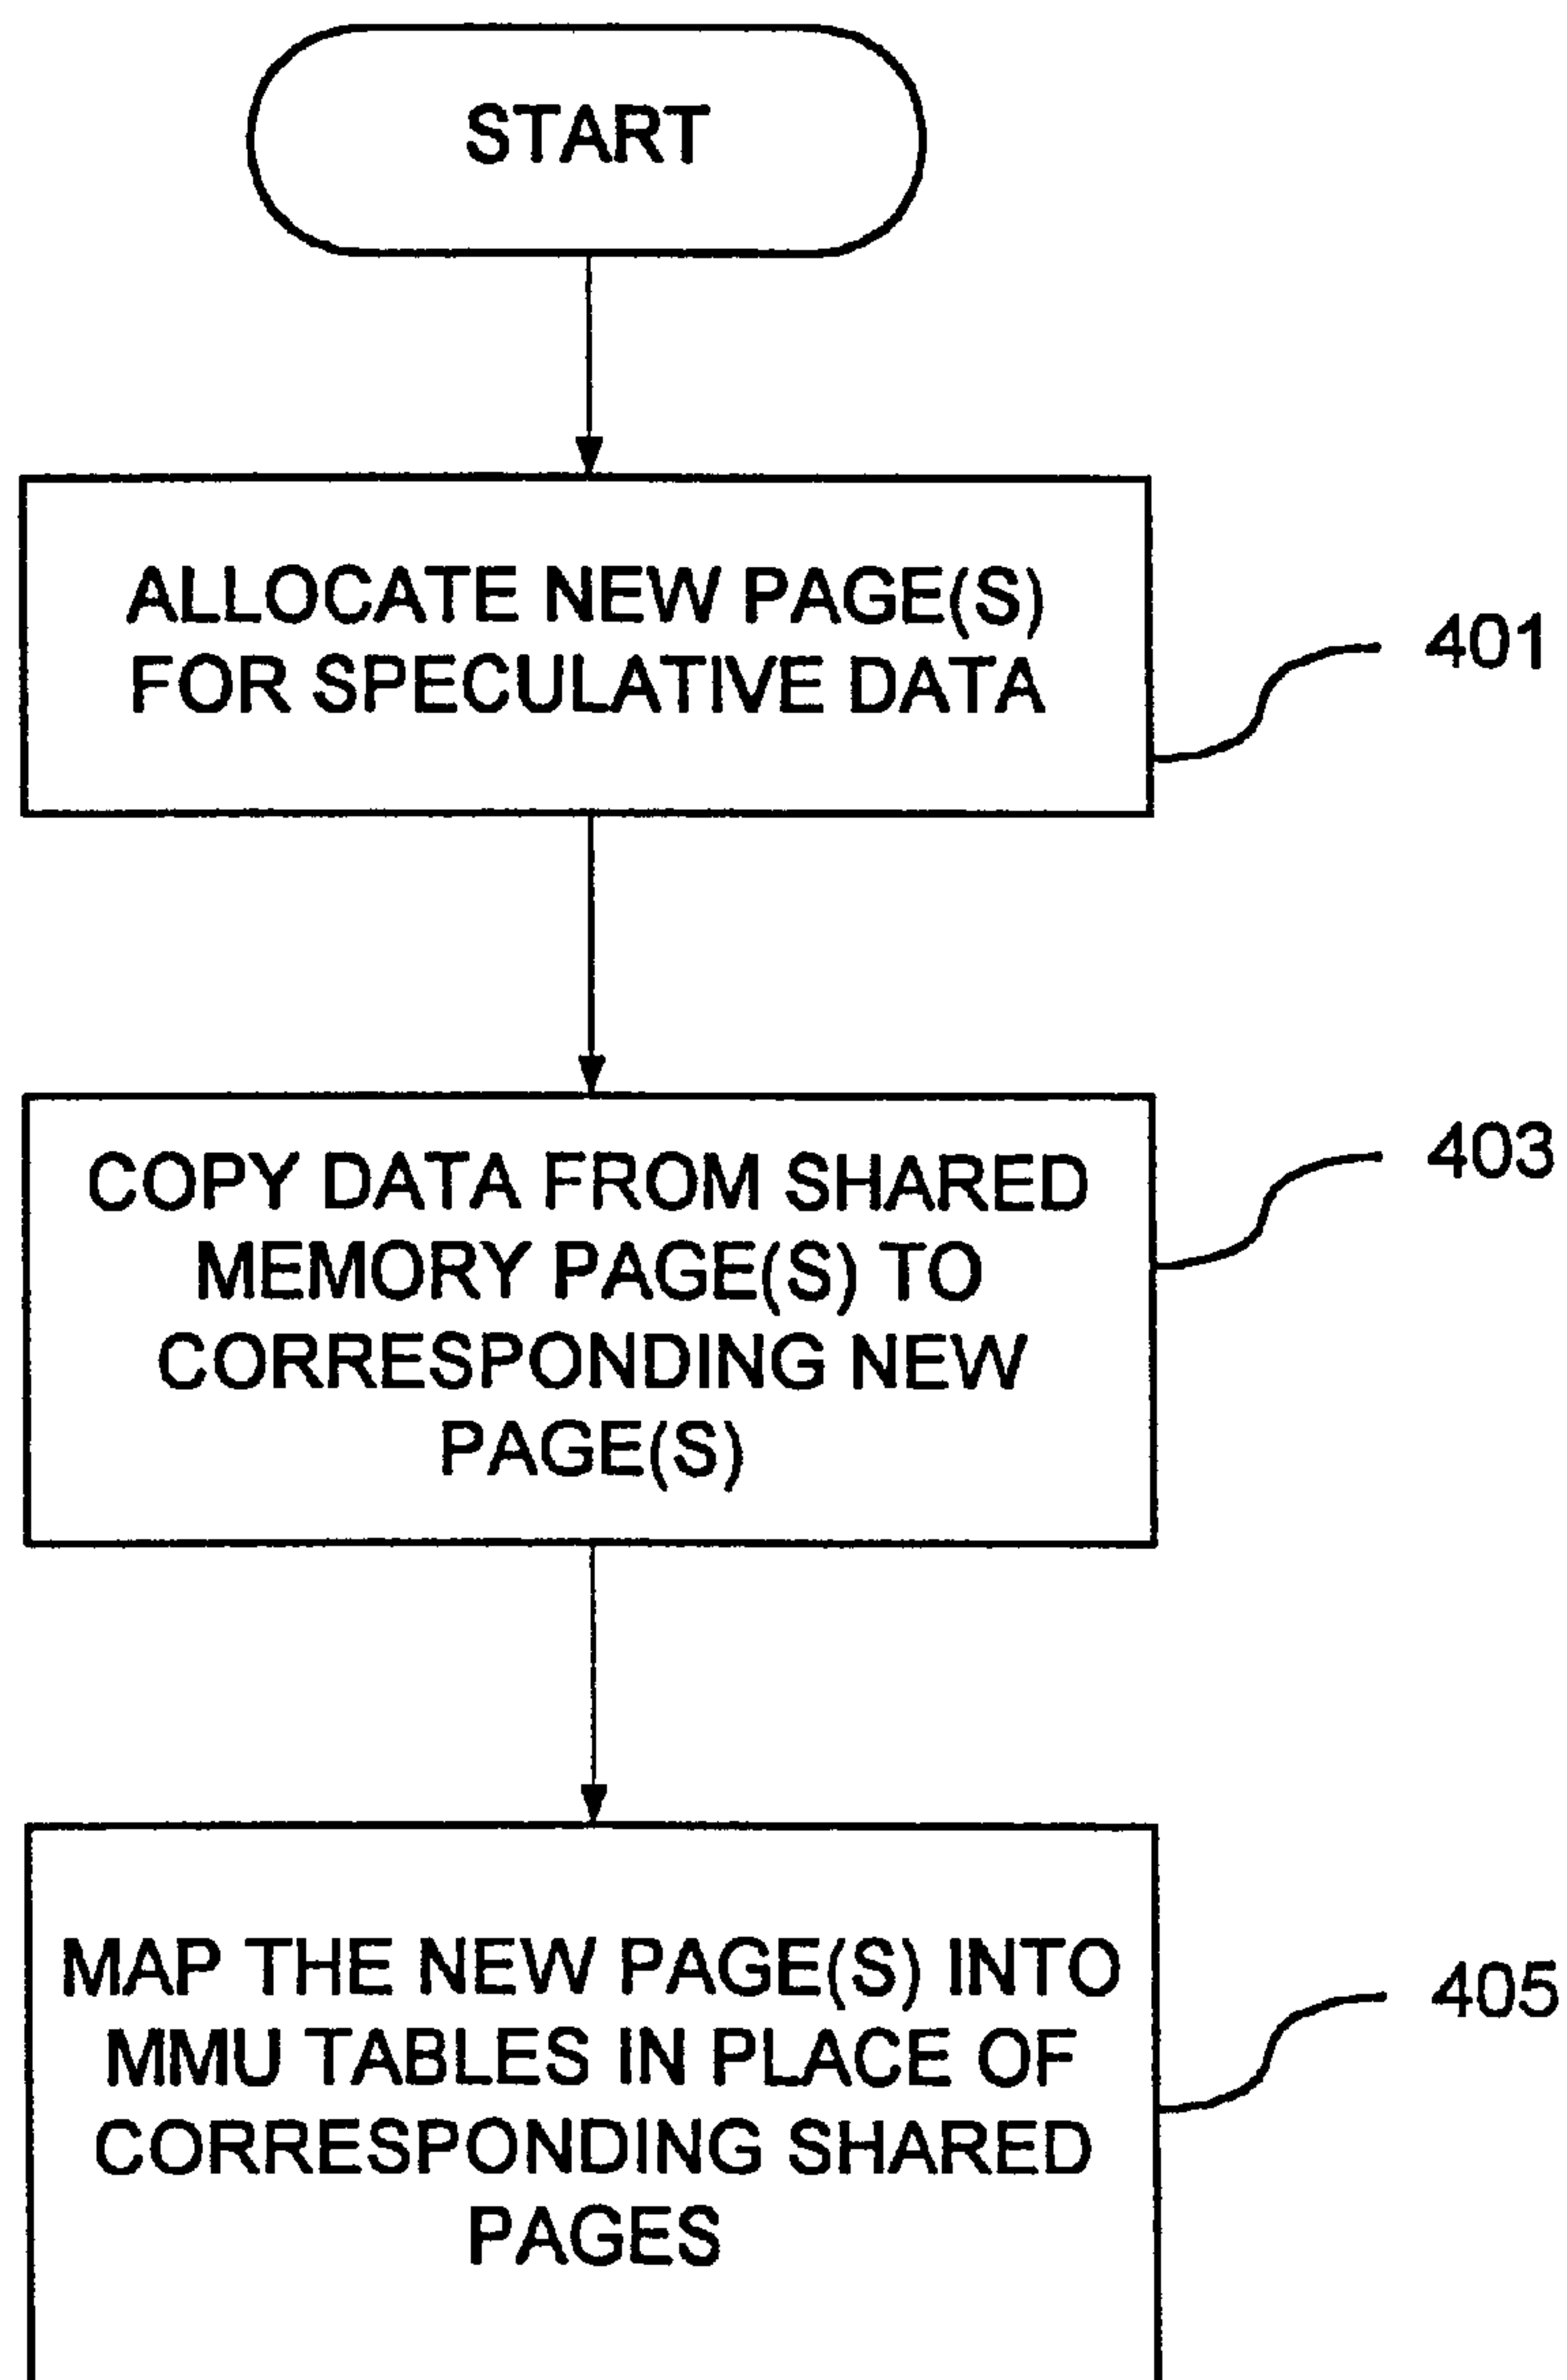 START
ALLOCATE NEW PAGE(S)
FOR SPECULATIVE DATA
401
COPY DATA FROM SHARED
MEMORY PAGE(S) TO
CORRESPONDING NEW
PAGE(S)
403
MAP THE NEW PAGE(S) INTO
MMU TABLES IN PLACE OF
CORRESPONDING SHARED
PAGES
405